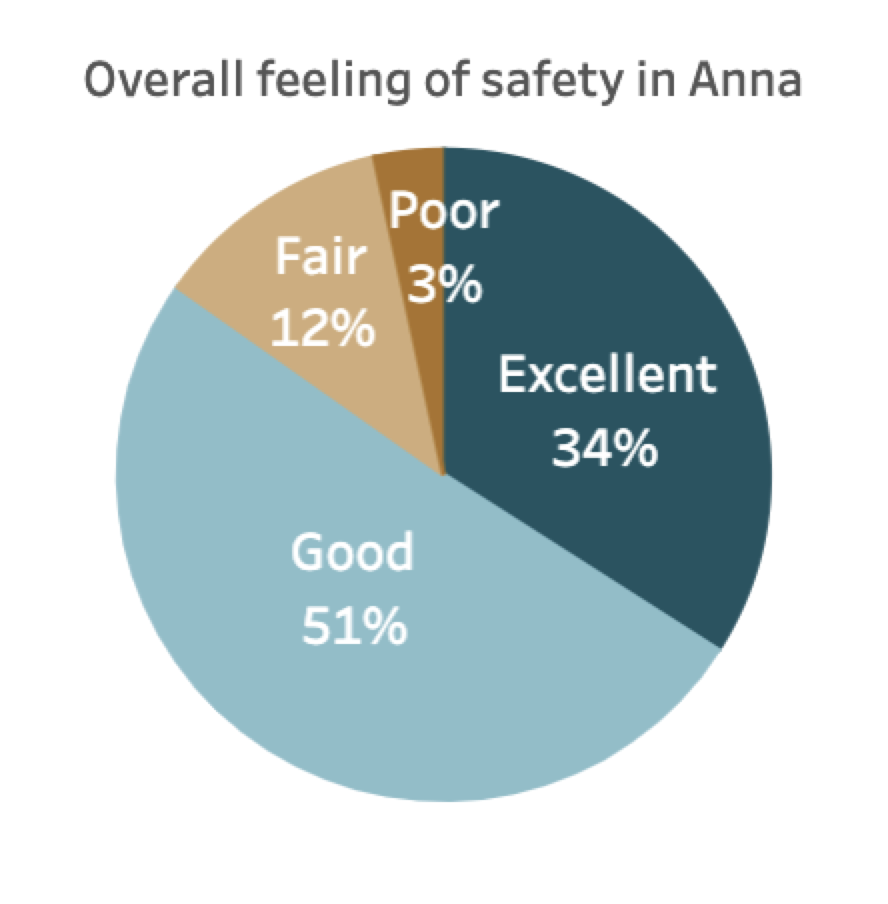 Overall feeling of safety in Anna
Poor
3%
Fair
12%
Excellent
34%
Good
51%